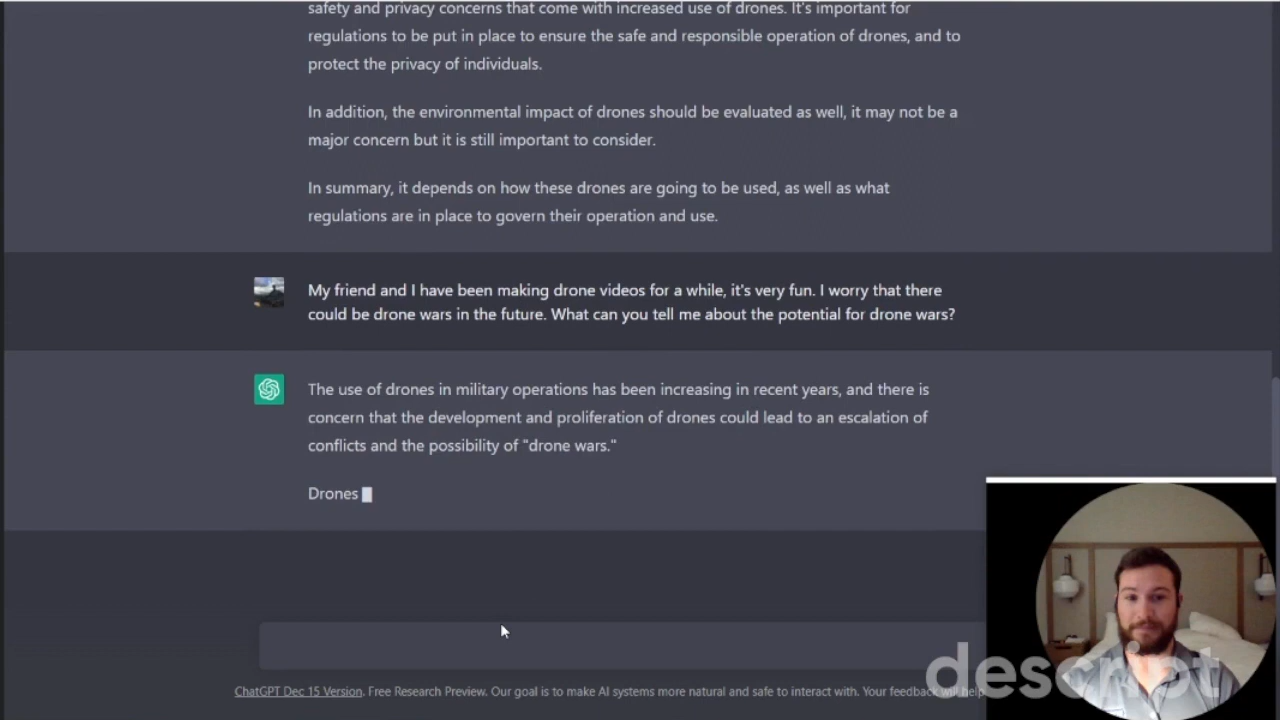 safety and privacy concerns that come with increased use of drones. It's important for
regulations to be put in place to ensure the safe and responsible operation of drones, and to
protect the privacy of individuals.
In addition, the environmental impact of drones should be evaluated as well, it may not be a
major concern but it is still important to consider.
In summary, it depends on how these drones are going to be used, as well as what
regulations are in place to govern their operation and use.
My friend and I have been making drone videos for a while, it's very fun. I worry that there
could be drone wars in the future. What can you tell me about the potential for drone wars?
The use of drones in military operations has been increasing in recent years, and there is
concern that the development and proliferation of drones could lead to an escalation of
conflicts and the possibility of "drone wars."
Drones
descript
ChatGPT Dec 15 Version. Free Research Preview. Our goal is to make AI systems more natural and safe to interact with. Your feedback will help